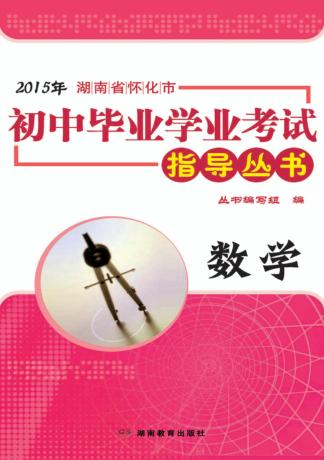 2015年 湖南省怀化市
初中毕业学业考试
指导丛书
丛书编写组 编
数学
湖南教育出版社